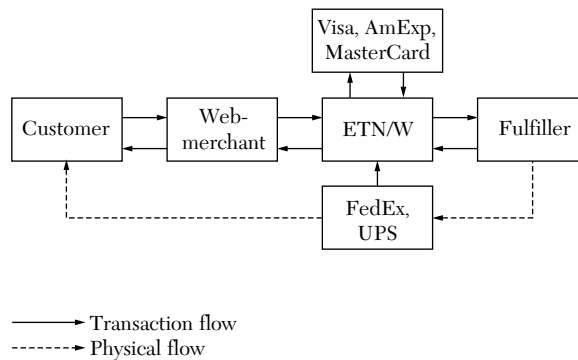 Visa, AmExp,
MasterCard
Customer
Web-
merchant
ETN/W
Fulfiller
FedEx,
UPS
Transaction flow
Physical flow